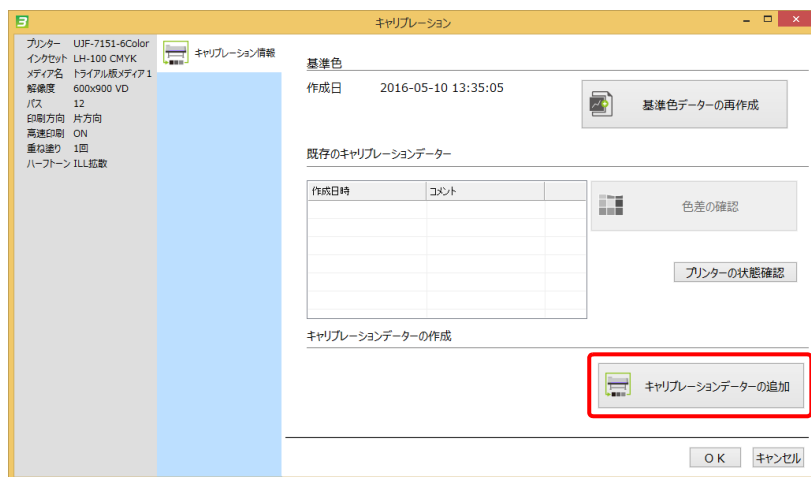 キャリブレーション
プリンター UJF-7151-6Color
インクセット LH-100 CMYK
メディア名 トライアル版メディア1
解像度 600x900 VD
パス 12
印刷方向 片方向
高速印刷 ON
重ね塗り 1回
ハーフトーン ILL拡散
キャリブレーション情報
基準色
作成日 2016-05-10 13:35:05
基準色データーの再作成
既存のキャリブレーションデーター
作成日時 コメント
色差の確認
プリンターの状態確認
キャリブレーションデーターの作成
キャリブレーションデーターの追加
OK キャンセル